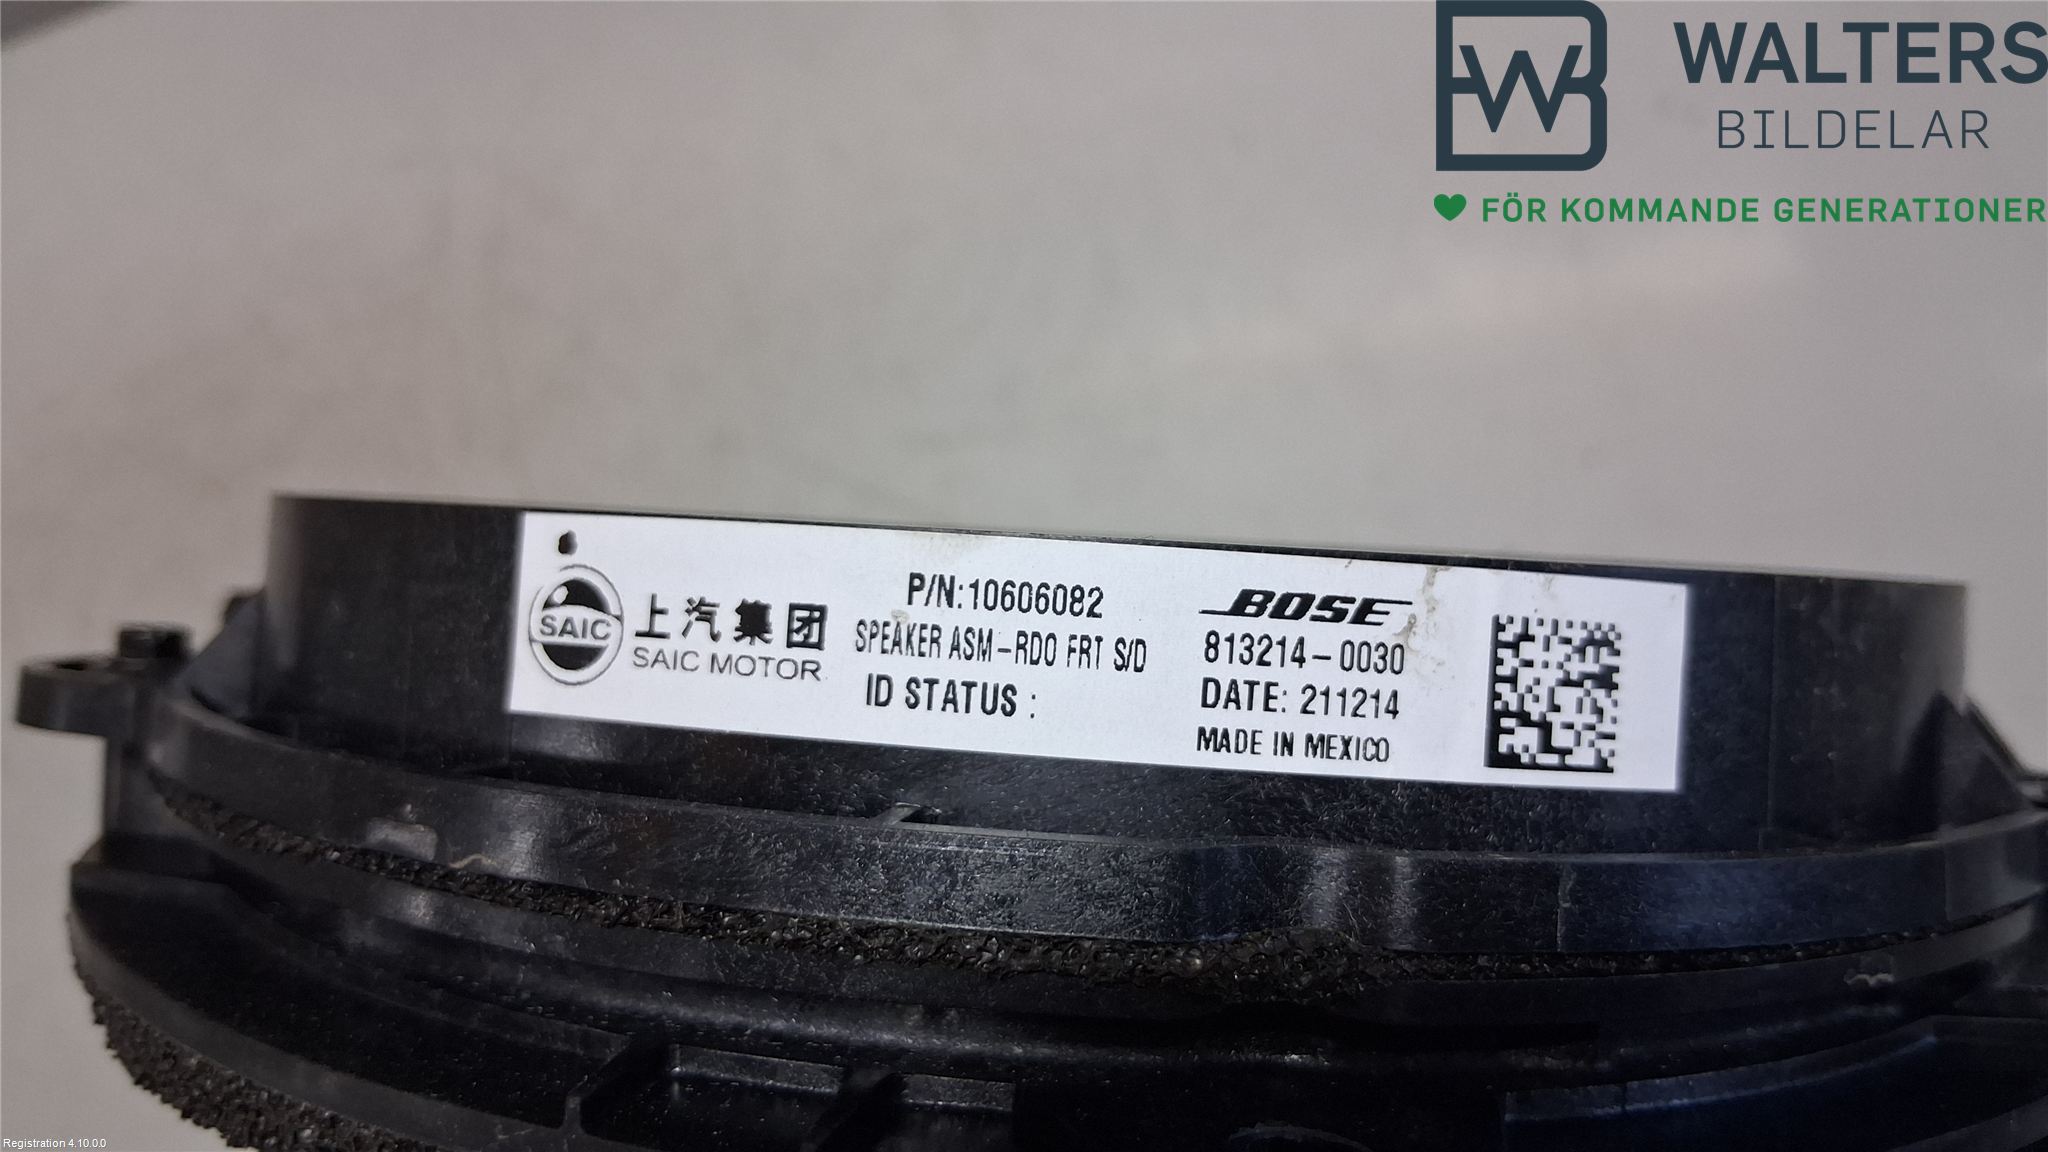 WALTERS
BILDELAR
FÖR KOMMANDE GENERATIONER
SAIC
上汽集团
SAIC MOTOR
P/N:10606082
SPEAKER ASM-RDO FRT S/D
ID STATUS :
BOSE
813214-0030
DATE: 211214
MADE IN MEXICO
Registration 4.10.0.0